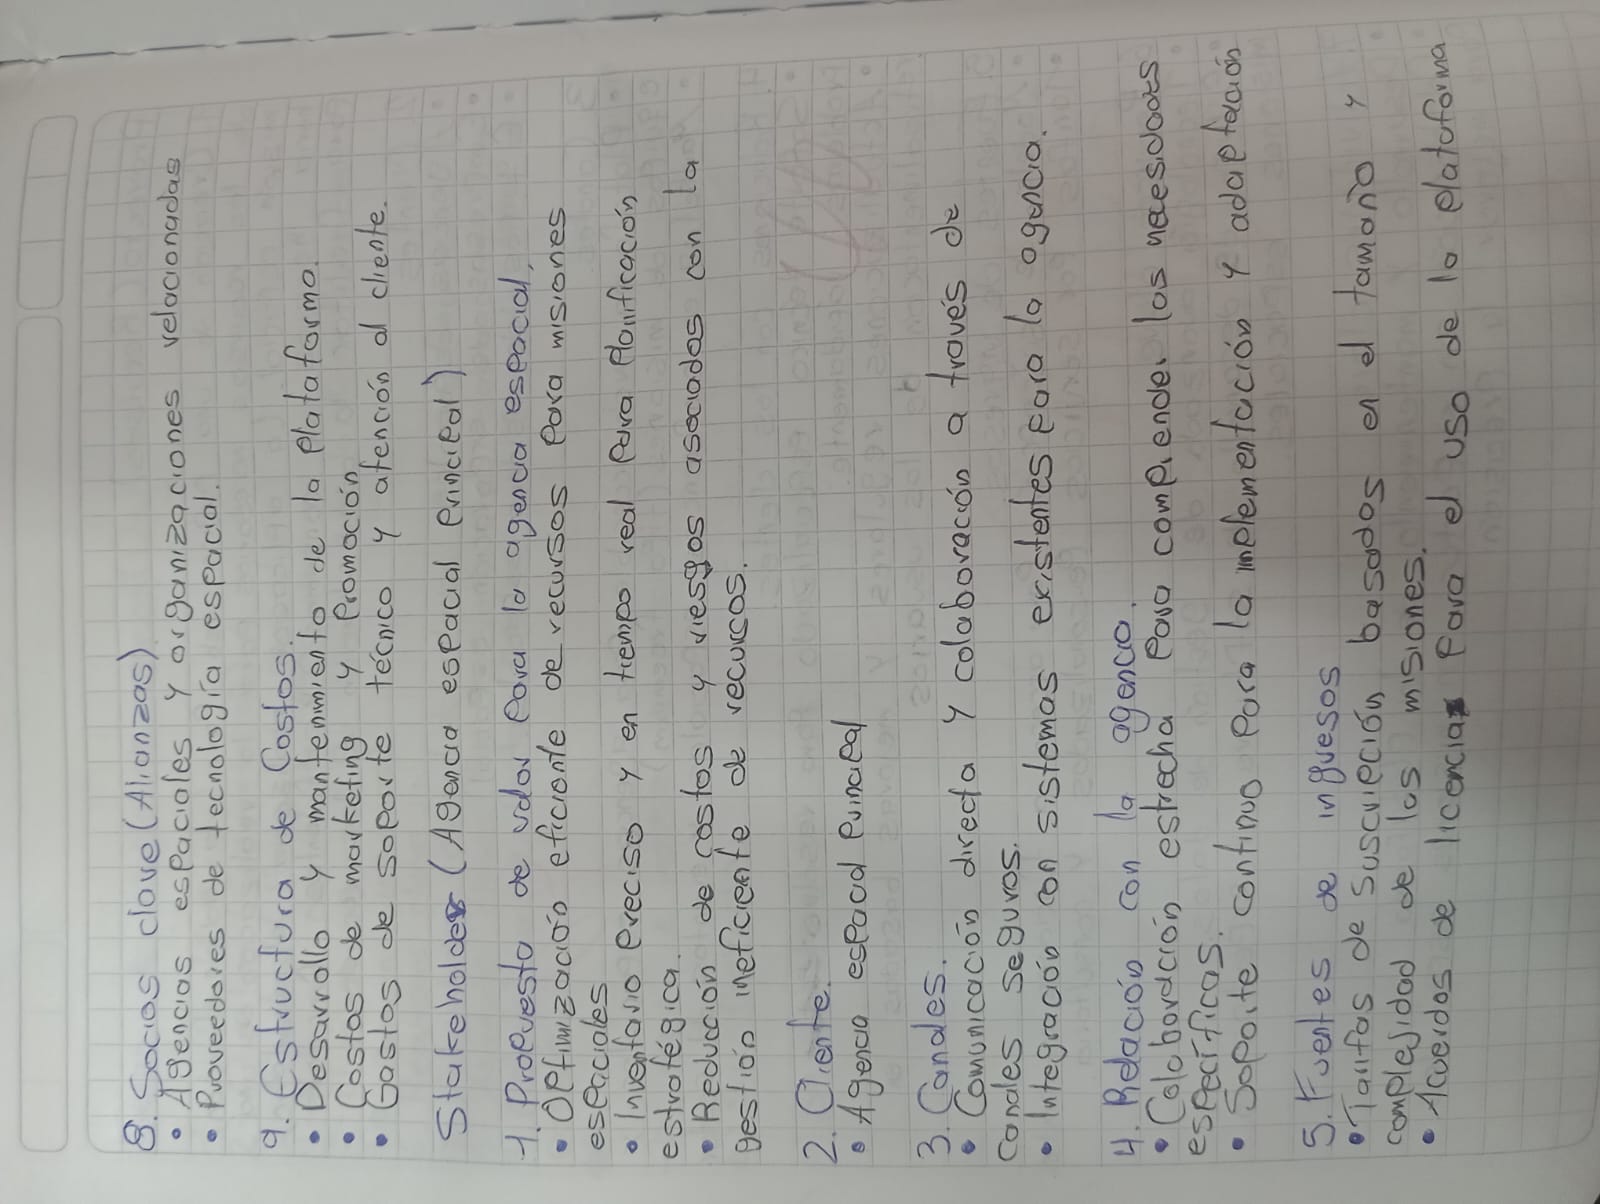 8. Socios clave (Alianzas)
• Agencias espaciales y organizaciones relacionadas
• Proveedores de tecnología espacial.
9. Estructura de Costos.
• Desarrollo y mantenimiento de la plataforma.
• Costos de marketing y promoción
• Gastos de soporte técnico y atención al cliente.
Stakeholder (Agencia espacial principal)
1. Propuesta de valor para la agencia espacial,
• Optimización eficiente de recursos para misiones
espaciales
• Inventario preciso y en tiempo real para planificación
estratégica.
• Reducción de costos y riesgos asociados con la
gestión ineficiente de recursos.
2. Cliente.
• Agencia espacial principal
3. Canales.
• Comunicación directa y colaboración a través de
canales seguros.
• Integración con sistemas existentes para la agencia.
4. Relación con la agencia.
• Colaboración estrecha para comprender las necesidades
específicas.
• Soporte continuo para la implementación y adaptación
5. Fuentes de ingresos
• Tarifas de suscripción basados en el tamaño y
complejidad de las misiones.
• Acuerdos de licencia para el uso de la plataforma